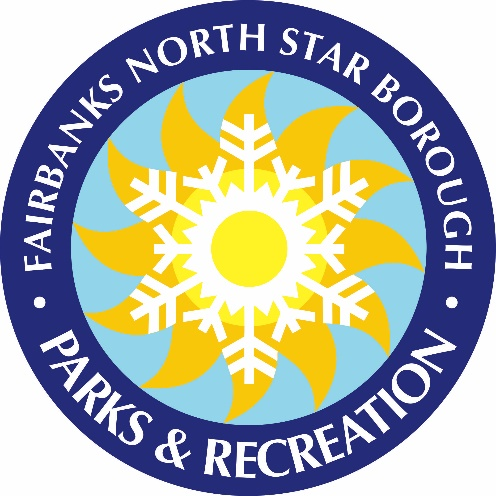 FAIRBANKS NORTH STAR BOROUGH
PARKS & RECREATION